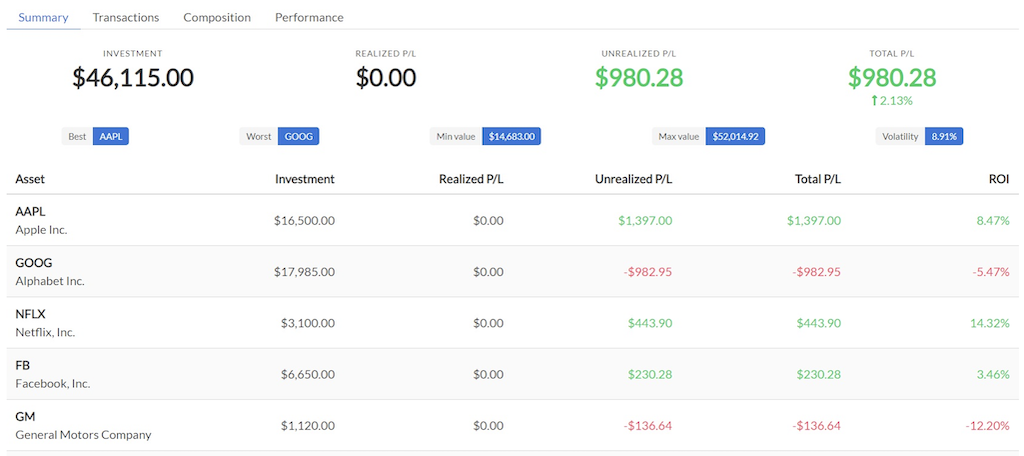 Summary Transactions Composition Performance
INVESTMENT REALIZED P/L UNREALIZED P/L TOTAL P/L
$46,115.00 $0.00 $980.28 $980.28
↑2.13%
Best AAPL Worst GOOG Min value $14,683.00 Max value $52,014.92 Volatility 8.91%
Asset Investment Realized P/L Unrealized P/L Total P/L ROI
AAPL
Apple Inc. $16,500.00 $0.00 $1,397.00 $1,397.00 8.47%
GOOG
Alphabet Inc. $17,985.00 $0.00 -$982.95 -$982.95 -5.47%
NFLX
Netflix, Inc. $3,100.00 $0.00 $443.90 $443.90 14.32%
FB
Facebook, Inc. $6,650.00 $0.00 $230.28 $230.28 3.46%
GM
General Motors Company $1,120.00 $0.00 -$136.64 -$136.64 -12.20%